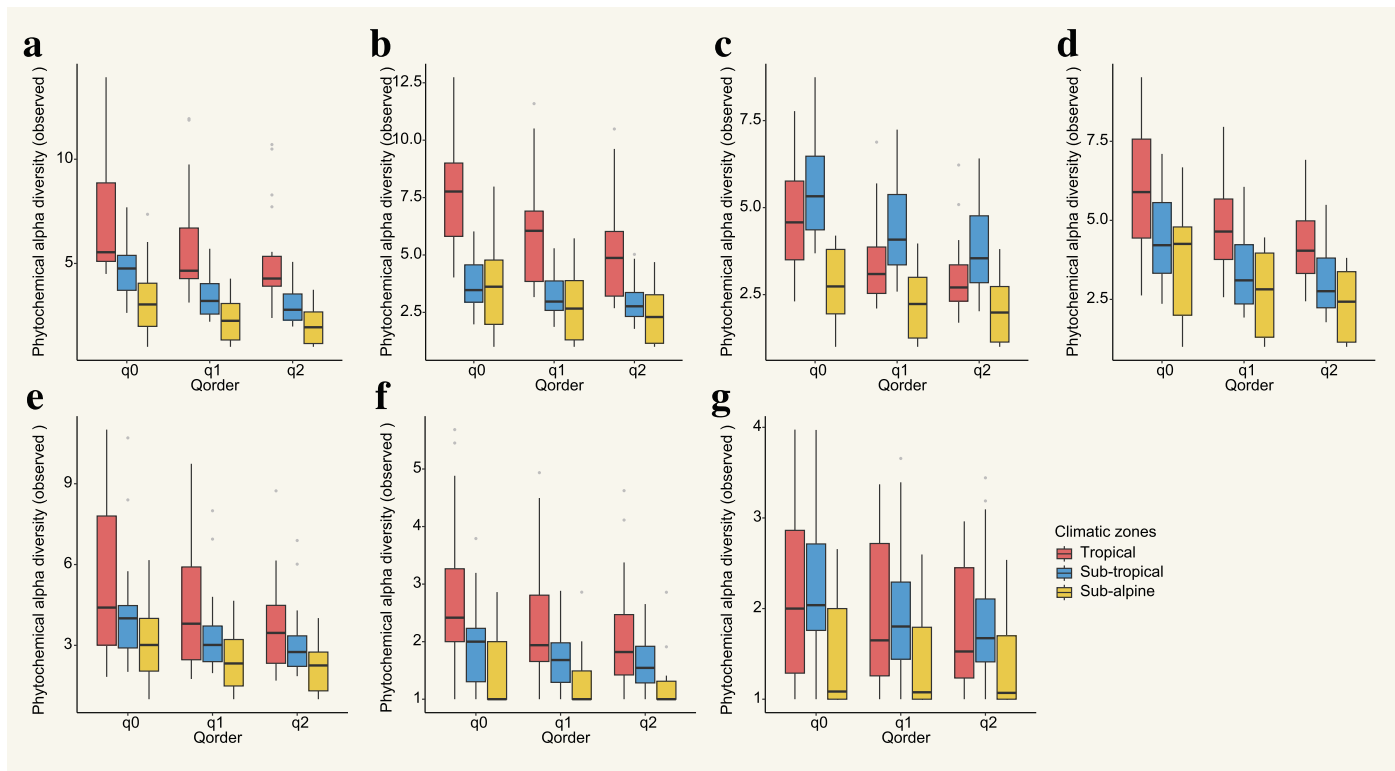 a
Phytochemical alpha diversity (observed )
10
5
q0 q1 q2
Qorder
b
Phytochemical alpha diversity (observed )
12.5
10.0
7.5
5.0
2.5
q0 q1 q2
Qorder
c
Phytochemical alpha diversity (observed )
7.5
5.0
2.5
q0 q1 q2
Qorder
d
Phytochemical alpha diversity (observed )
7.5
5.0
2.5
q0 q1 q2
Qorder
e
Phytochemical alpha diversity (observed )
9
6
3
q0 q1 q2
Qorder
f
Phytochemical alpha diversity (observed )
5
4
3
2
1
q0 q1 q2
Qorder
g
Phytochemical alpha diversity (observed )
4
3
2
1
q0 q1 q2
Qorder
Climatic zones
Tropical
Sub-tropical
Sub-alpine